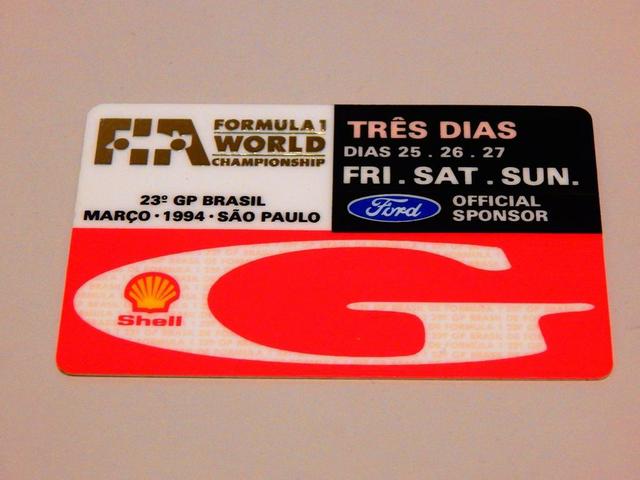 FIA
FORMULA 1
WORLD
CHAMPIONSHIP
23º GP BRASIL
MARÇO · 1994 · SÃO PAULO
TRÊS DIAS
DIAS 25 . 26 . 27
FRI . SAT . SUN.
Ford
OFFICIAL
SPONSOR
Shell
G